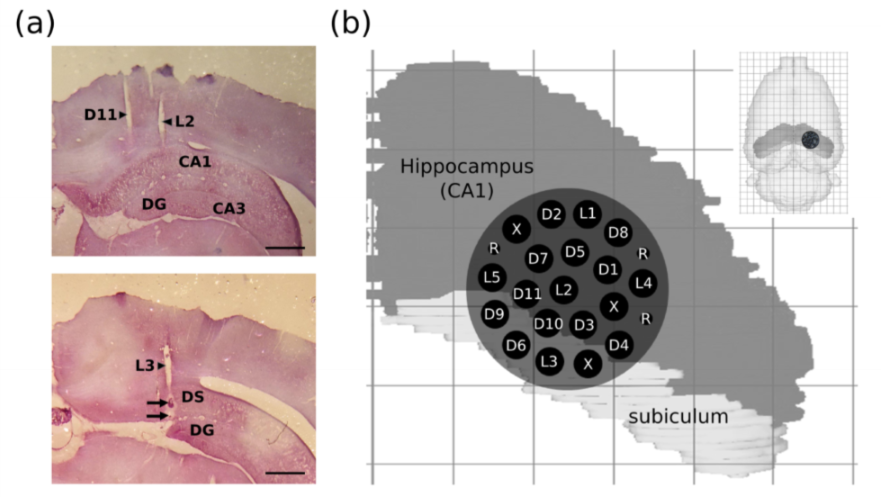 (a)
D11
L2
CA1
DG
CA3
L3
DS
DG
(b)
Hippocampus
(CA1)
D2 L1
X D8
R D7 D5 R
L5 D11 L2 D1 L4
D9 X R
D10 D3
D6 D4
L3 X
subiculum